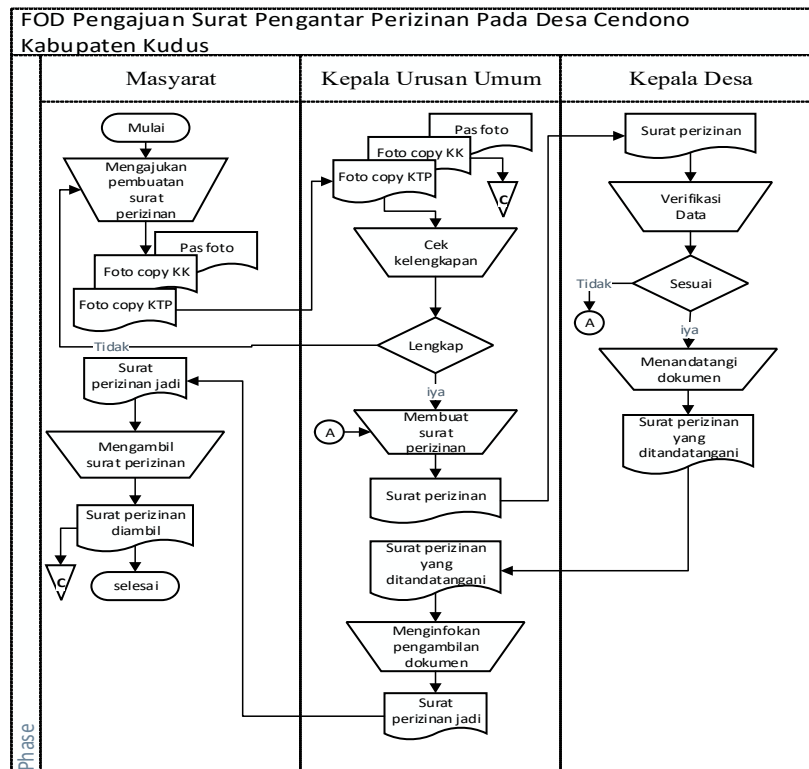 FOD Pengajuan Surat Pengantar Perizinan Pada Desa Cendono
Kabupaten Kudus
Masyarat
Kepala Urusan Umum
Kepala Desa
Mulai
Mengajukan
pembuatan
surat
perizinan
Pas foto
Foto copy KK
Foto copy KTP
Tidak
Surat
perizinan jadi
Mengambil
surat perizinan
Surat perizinan
diambil
C
selesai
Pas foto
Foto copy KK
Foto copy KTP
C
Cek
kelengkapan
Lengkap
iya
A
Membuat
surat
perizinan
Surat perizinan
Surat perizinan
yang
ditandatangani
Menginfokan
pengambilan
dokumen
Surat
perizinan jadi
Surat perizinan
Verifikasi
Data
Sesuai
Tidak
A
iya
Menandatangi
dokumen
Surat perizinan
yang
ditandatangani
Phase